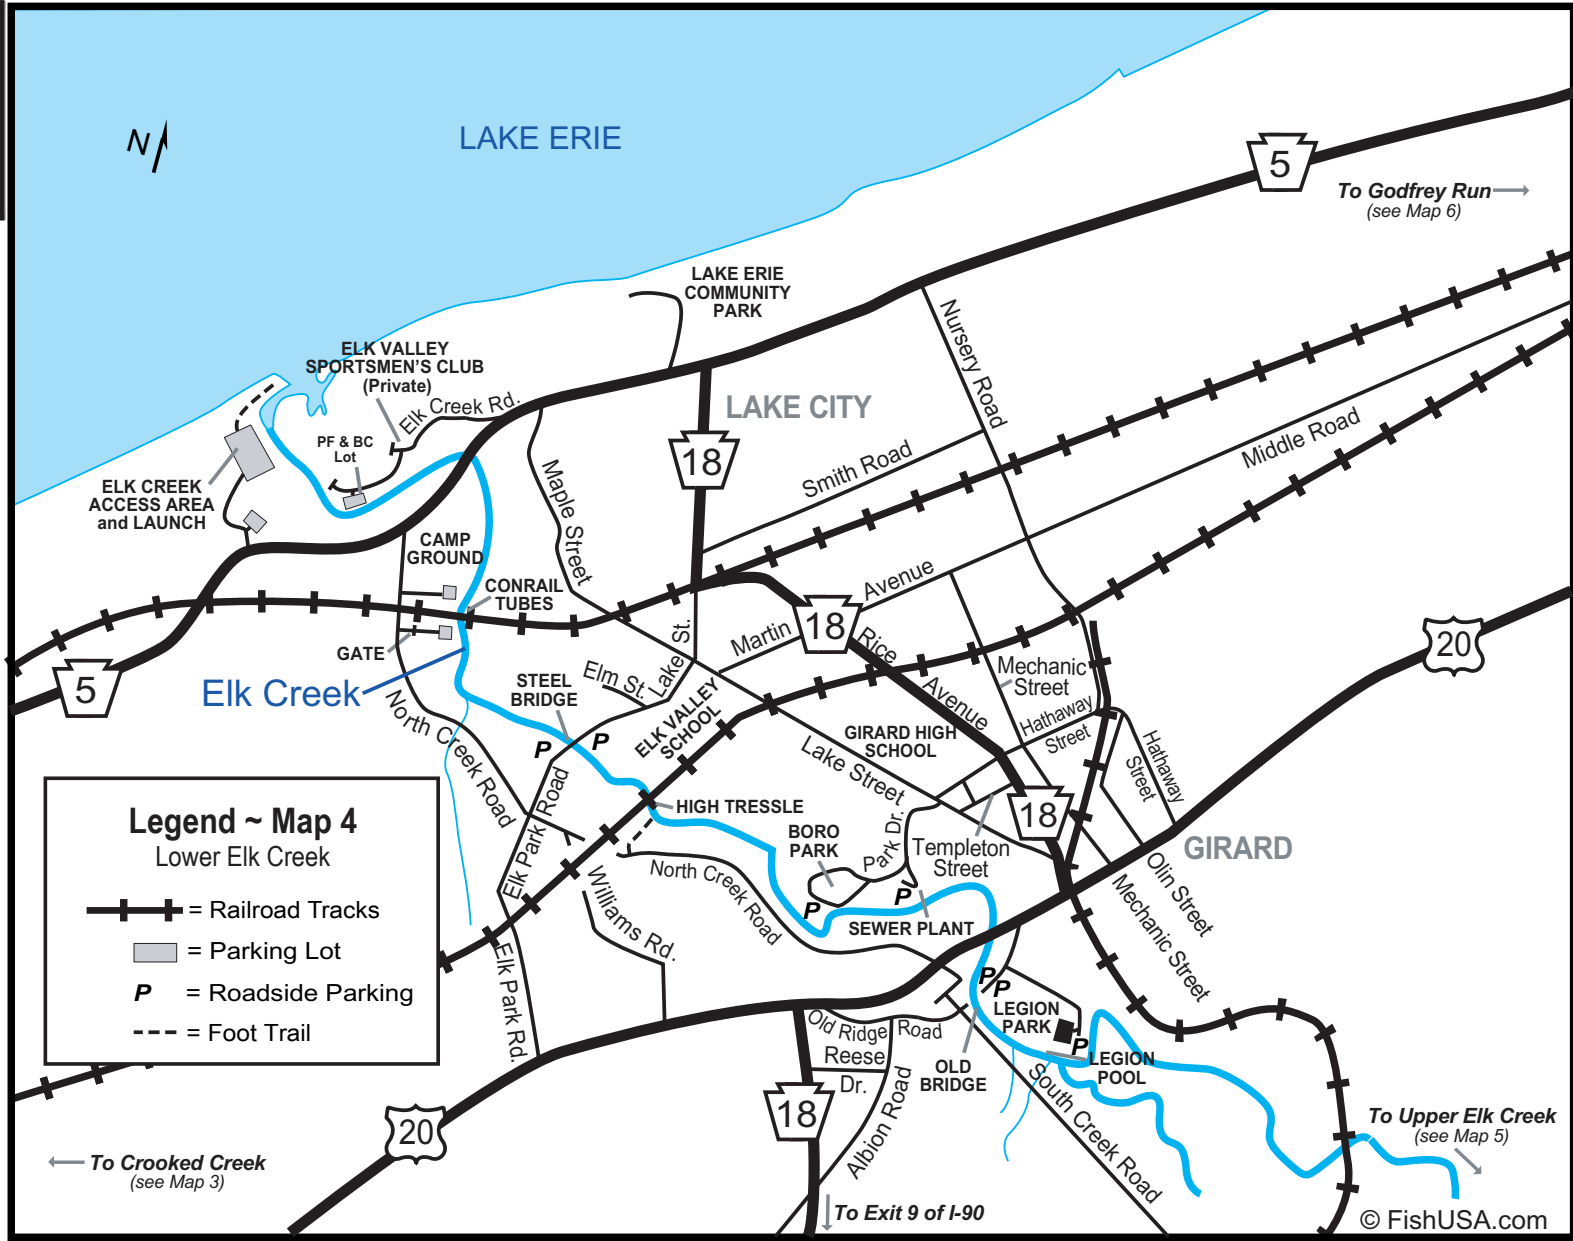 N
LAKE ERIE
5
To Godfrey Run
(see Map 6)
LAKE ERIE
COMMUNITY
PARK
Nursery Road
ELK VALLEY
SPORTSMEN'S CLUB
(Private)
Elk Creek Rd.
LAKE CITY
PF & BC
Lot
18
Smith Road
Middle Road
ELK CREEK
ACCESS AREA
and LAUNCH
Maple Street
CAMP
GROUND
CONRAIL
TUBES
Avenue
Martin
18
Rice
Avenue
GATE
5
Elk Creek
Elm St.
Lake St.
20
Mechanic
Street
STEEL
BRIDGE
North Creek Road
P
P
ELK VALLEY
SCHOOL
Hathaway
Street
GIRARD HIGH
SCHOOL
Hathaway
Street
Lake Street
Legend ~ Map 4
Lower Elk Creek
= Railroad Tracks
= Parking Lot
P = Roadside Parking
= Foot Trail
Elk Park Road
HIGH TRESSLE
BORO
PARK
Park Dr.
18
Templeton
Street
GIRARD
North Creek Road
Williams Rd.
P
P
SEWER PLANT
Olin Street
Mechanic Street
Elk Park Rd.
P
P
LEGION
PARK
P
LEGION
POOL
Old Ridge Road
Reese
Dr.
OLD
BRIDGE
Albion Road
South Creek Road
18
20
To Crooked Creek
(see Map 3)
To Upper Elk Creek
(see Map 5)
To Exit 9 of I-90
© FishUSA.com